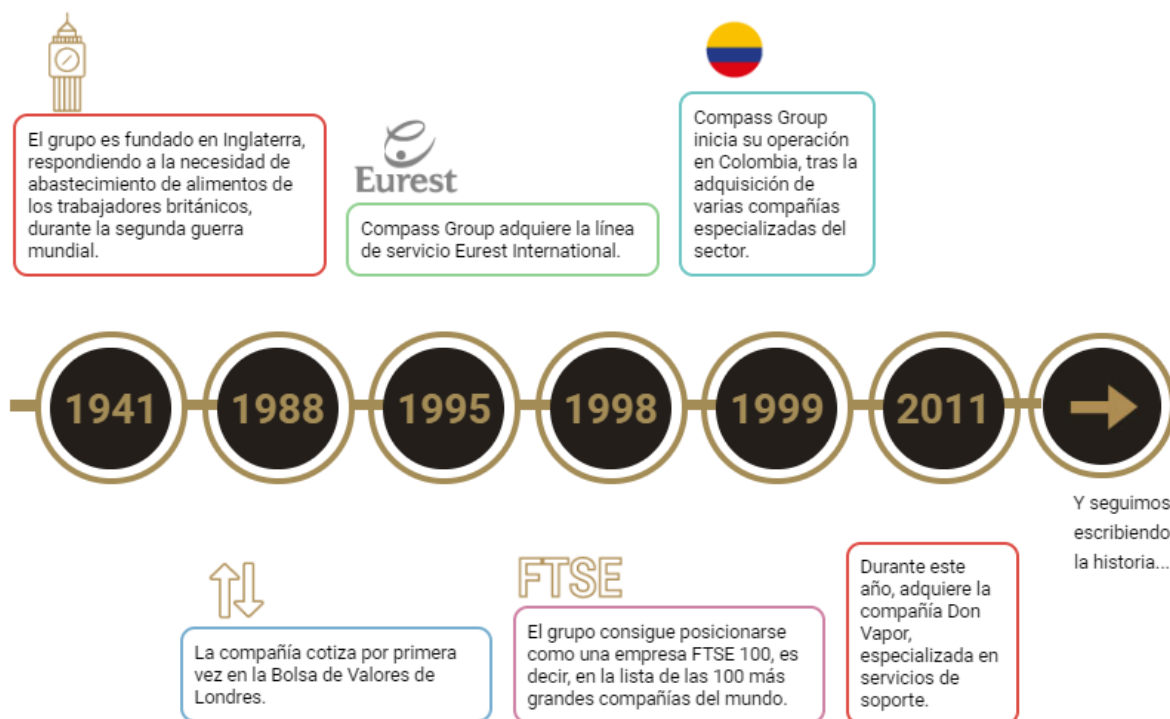 El grupo es fundado en Inglaterra,
respondiendo a la necesidad de
abastecimiento de alimentos de
los trabajadores británicos,
durante la segunda guerra
mundial.
Eurest
Compass Group adquiere la línea
de servicio Eurest International.
Compass Group
inicia su operación
en Colombia, tras la
adquisición de
varias compañías
especializadas del
sector.
1941
1988
1995
1998
1999
2011
Y seguimos
escribiendo
la historia...
La compañía cotiza por primera
vez en la Bolsa de Valores de
Londres.
FTSE
El grupo consigue posicionarse
como una empresa FTSE 100, es
decir, en la lista de las 100 más
grandes compañías del mundo.
Durante este
año, adquiere la
compañía Don
Vapor,
especializada en
servicios de
soporte.